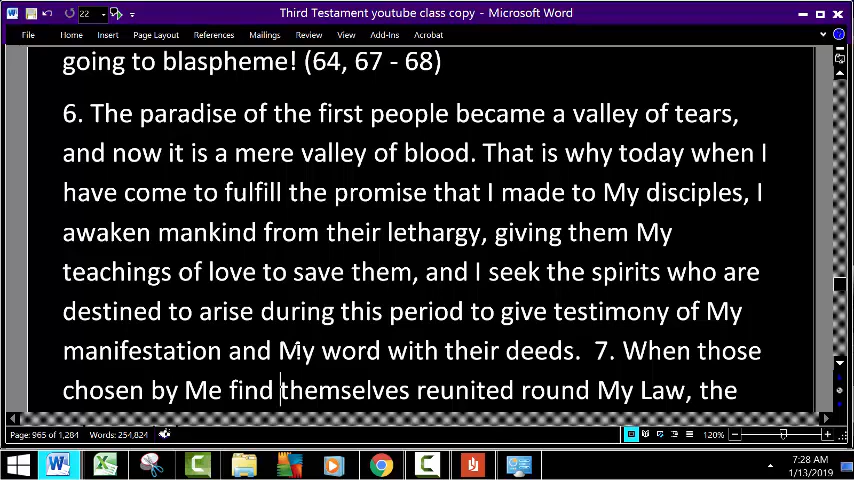 22
Third Testament youtube class copy - Microsoft Word
File Home Insert Page Layout References Mailings Review View Add-Ins Acrobat
going to blaspheme! (64, 67 - 68)
6. The paradise of the first people became a valley of tears,
and now it is a mere valley of blood. That is why today when I
have come to fulfill the promise that I made to My disciples, I
awaken mankind from their lethargy, giving them My
teachings of love to save them, and I seek the spirits who are
destined to arise during this period to give testimony of My
manifestation and My word with their deeds. 7. When those
chosen by Me find themselves reunited round My Law, the
Page: 965 of 1,284 Words: 254,824 120%
7:28 AM
1/13/2019